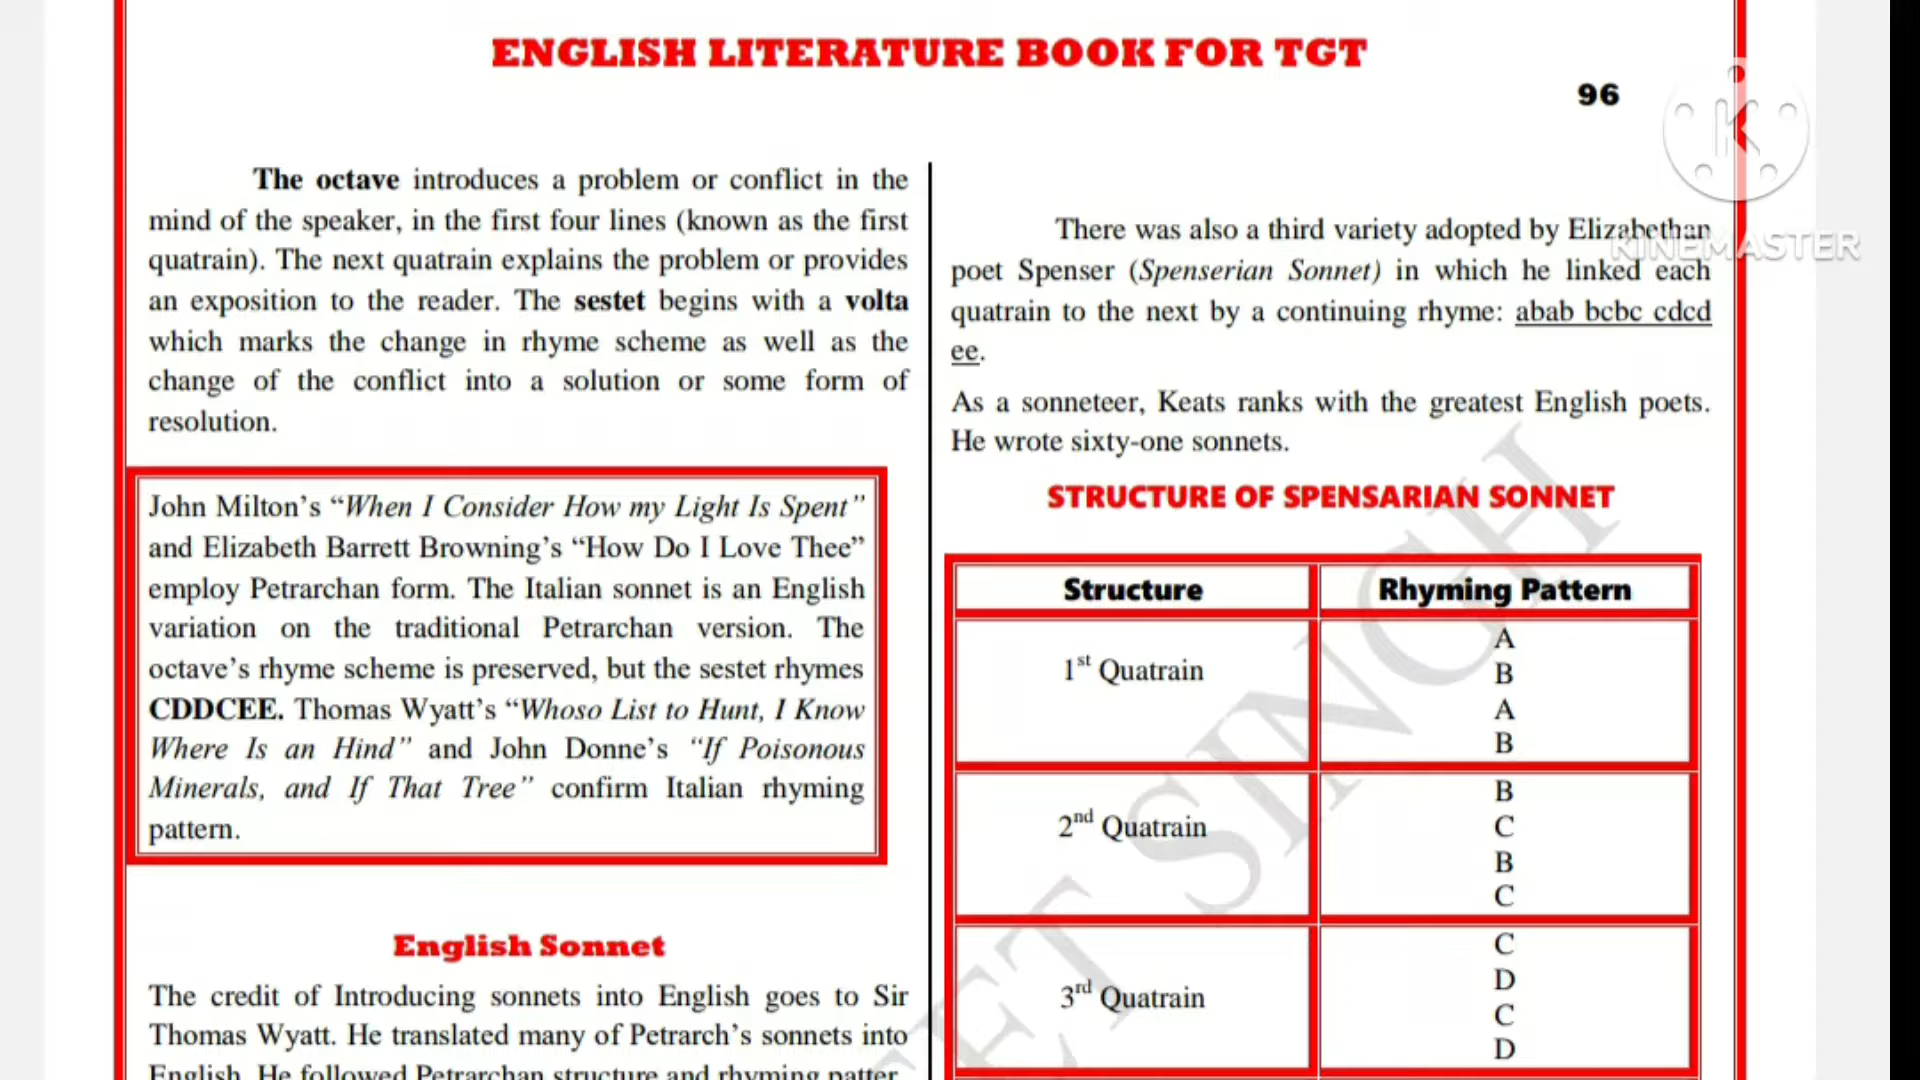 ENGLISH LITERATURE BOOK FOR TGT
96
KINEMASTER
The octave introduces a problem or conflict in the
mind of the speaker, in the first four lines (known as the first
quatrain). The next quatrain explains the problem or provides
an exposition to the reader. The sestet begins with a volta
which marks the change in rhyme scheme as well as the
change of the conflict into a solution or some form of
resolution.
John Milton’s “When I Consider How my Light Is Spent”
and Elizabeth Barrett Browning’s “How Do I Love Thee”
employ Petrarchan form. The Italian sonnet is an English
variation on the traditional Petrarchan version. The
octave’s rhyme scheme is preserved, but the sestet rhymes
CDDCEE. Thomas Wyatt’s “Whoso List to Hunt, I Know
Where Is an Hind” and John Donne’s “If Poisonous
Minerals, and If That Tree” confirm Italian rhyming
pattern.
English Sonnet
The credit of Introducing sonnets into English goes to Sir
Thomas Wyatt. He translated many of Petrarch’s sonnets into
English. He followed Petrarchan structure and rhyming patter
There was also a third variety adopted by Elizabethan
poet Spenser (Spenserian Sonnet) in which he linked each
quatrain to the next by a continuing rhyme: abab bcbc cdcd
ee.
As a sonneteer, Keats ranks with the greatest English poets.
He wrote sixty-one sonnets.
STRUCTURE OF SPENSARIAN SONNET
Structure Rhyming Pattern
1st Quatrain
A
B
A
B
2nd Quatrain
B
C
B
C
3rd Quatrain
C
D
C
D
SINGH